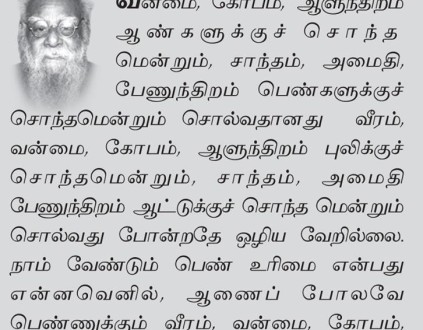 வன்மை, கோபம், ஆளுந்திறம்
ஆண்களுக்குச் சொந்த
மென்றும், சாந்தம், அமைதி,
பேணுந்திறம் பெண்களுக்குச்
சொந்தமென்றும் சொல்வதானது வீரம்,
வன்மை, கோபம், ஆளுந்திறம் புலிக்குச்
சொந்தமென்றும், சாந்தம், அமைதி
பேணுந்திறம் ஆட்டுக்குச் சொந்த மென்றும்
சொல்வது போன்றதே ஒழிய வேறில்லை.
நாம் வேண்டும் பெண் உரிமை என்பது
என்னவெனில், ஆணைப் போலவே
பெண்ணுக்கும் வீரம், வன்மை, கோபம்,